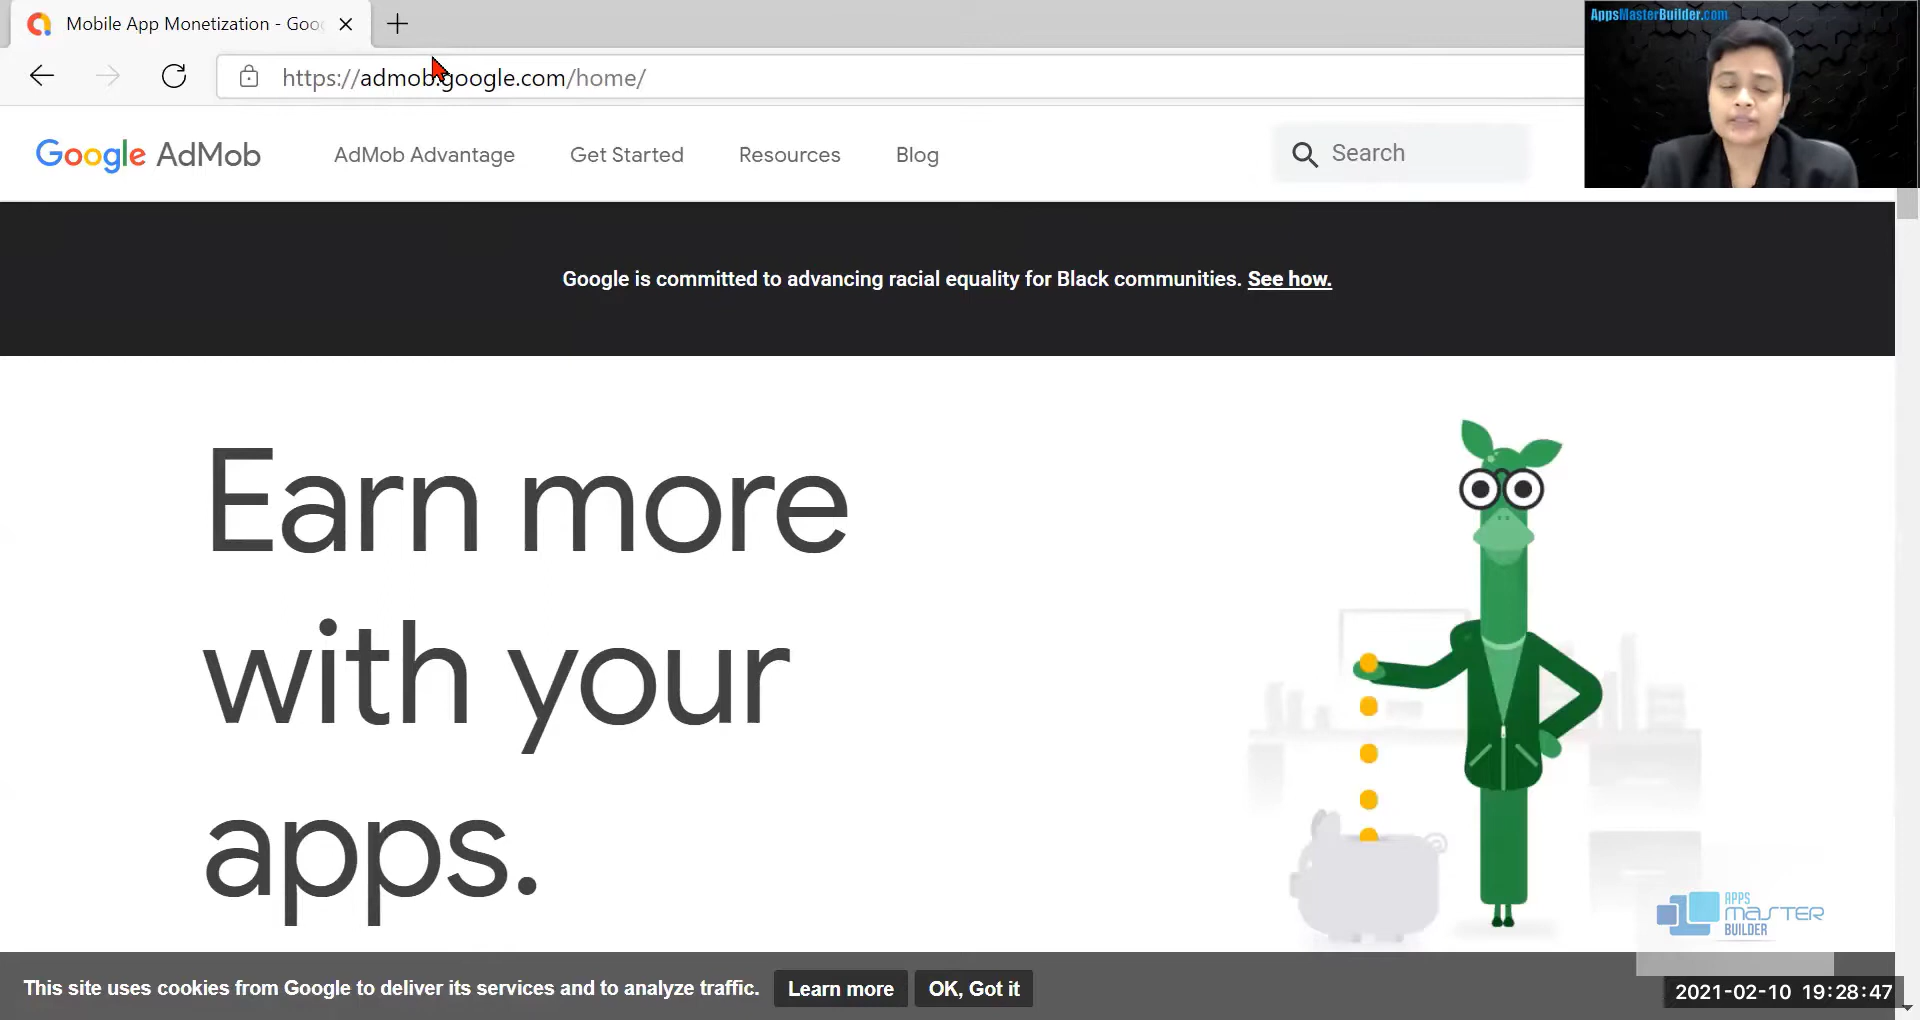 Mobile App Monetization - Goo
AppsMasterBuilder.com
https://admob.google.com/home/
Google AdMob
AdMob Advantage
Get Started
Resources
Blog
Search
Google is committed to advancing racial equality for Black communities. See how.
Earn more
with your
apps.
APPS
MASTER
BUILDER
This site uses cookies from Google to deliver its services and to analyze traffic.
Learn more
OK, Got it
2021-02-10 19:28:47